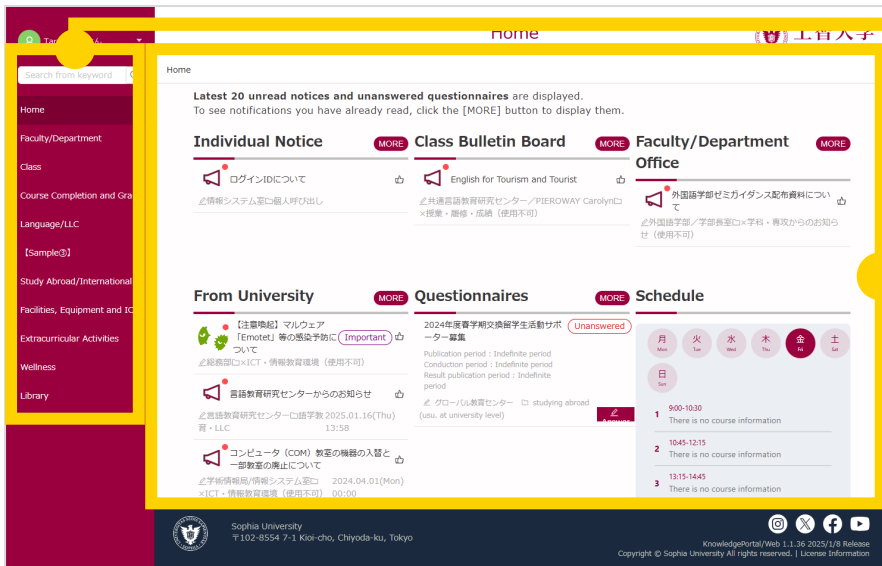 Home
上智大学
Search from keyword
Home
Home
Faculty/Department
Class
Course Completion and Gra
Language/LLC
【Sample③】
Study Abroad/International
Facilities, Equipment and IC
Extracurricular Activities
Wellness
Library
Latest 20 unread notices and unanswered questionnaires are displayed.
To see notifications you have already read, click the [MORE] button to display them.
Individual Notice
MORE
ログインIDについて
情報システム室□個人呼び出し
Class Bulletin Board
MORE
English for Tourism and Tourist
共通言語教育研究センター／PIEROWAY Carolyn□
×授業・履修・成績（使用不可）
Faculty/Department
Office
MORE
外国語学部ゼミガイダンス配布資料につい
て
外国語学部／学部長室□×学科・専攻からのお知ら
せ（使用不可）
From University
MORE
【注意喚起】マルウェア
「Emotet」等の感染予防に
ついて
Important
総務部□×ICT・情報教育環境（使用不可）
言語教育研究センターからのお知らせ
言語教育研究センター□語学教
育・LLC
2025.01.16(Thu)
13:58
コンピュータ（COM）教室の機器の入替と
一部教室の廃止について
学術情報局/情報システム室□
×ICT・情報教育環境（使用不可）
2024.04.01(Mon)
00:00
Questionnaires
MORE
2024年度春学期交換留学生活動サポ
ーター募集
Unanswered
Publication period : Indefinite period
Conduction period : Indefinite period
Result publication period : Indefinite
period
グローバル教育センター □ studying abroad
(usu. at university level)
Answer
Schedule
月 火 水 木 金 土
Mon Tue Wed Thu Fri Sat
日
Sun
1 9:00-10:30
There is no course information
2 10:45-12:15
There is no course information
3 13:15-14:45
There is no course information
Sophia University
〒102-8554 7-1 Kioi-cho, Chiyoda-ku, Tokyo
KnowledgePortal/Web 1.1.36 2025/1/8 Release
Copyright © Sophia University All rights reserved. | License Information